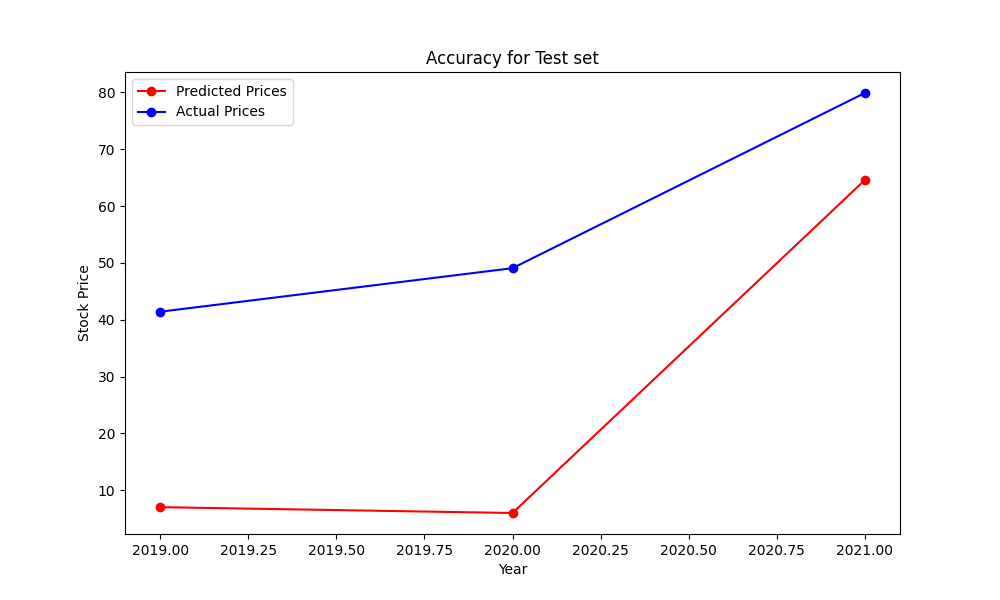 Accuracy for Test set
Predicted Prices
Actual Prices
80
70
60
50
40
30
20
10
Stock Price
2019.00 2019.25 2019.50 2019.75 2020.00 2020.25 2020.50 2020.75 2021.00
Year